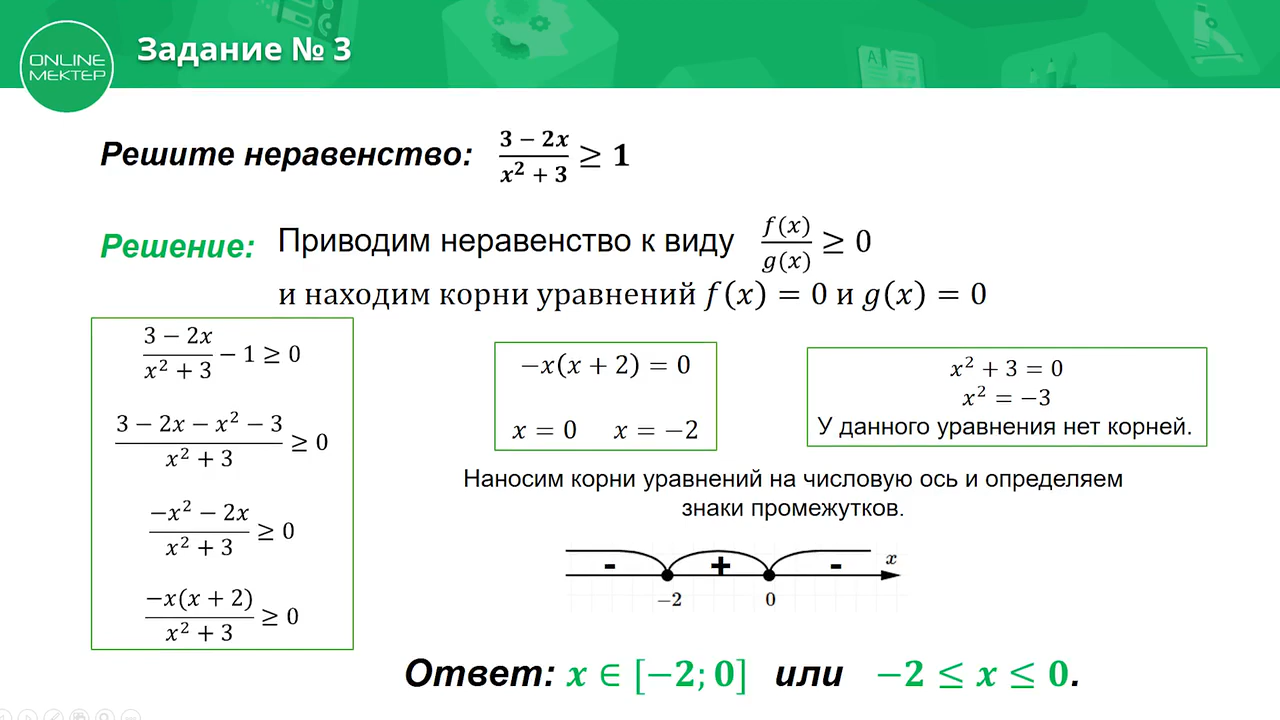 ONLINE
МЕКТЕР
Задание № 3
Решите неравенство: (3 − 2x)/(x² + 3) ≥ 1
Решение: Приводим неравенство к виду f(x)/g(x) ≥ 0
и находим корни уравнений f(x) = 0 и g(x) = 0
(3 − 2x)/(x² + 3) − 1 ≥ 0
(3 − 2x − x² − 3)/(x² + 3) ≥ 0
(−x² − 2x)/(x² + 3) ≥ 0
(−x(x + 2))/(x² + 3) ≥ 0
−x(x + 2) = 0
x = 0 x = −2
x² + 3 = 0
x² = −3
У данного уравнения нет корней.
Наносим корни уравнений на числовую ось и определяем
знаки промежутков.
- + - x
−2 0
Ответ: x ∈ [−2; 0] или −2 ≤ x ≤ 0.